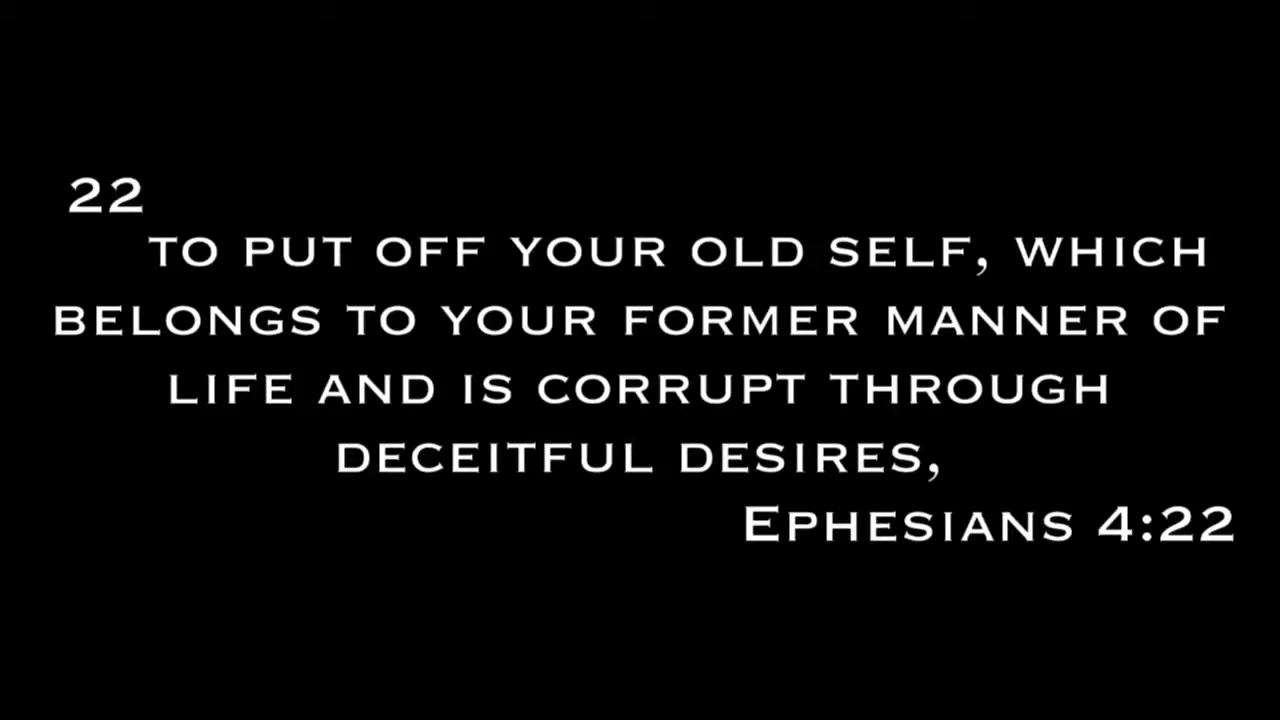 22
TO PUT OFF YOUR OLD SELF, WHICH
BELONGS TO YOUR FORMER MANNER OF
LIFE AND IS CORRUPT THROUGH
DECEITFUL DESIRES,
EPHESIANS 4:22